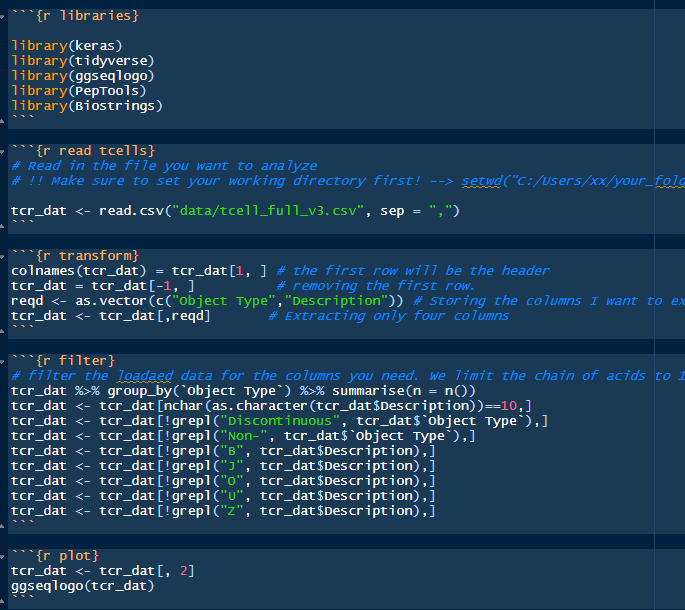 ```{r libraries}
library(keras)
library(tidyverse)
library(ggseqlogo)
library(PepTools)
library(Biostrings)
```
```{r read tcells}
# Read in the file you want to analyze
# !! Make sure to set your working directory first! --> setwd("C:/Users/xx/your_fold
tcr_dat <- read.csv("data/tcell_full_v3.csv", sep = ",")
```
```{r transform}
colnames(tcr_dat) = tcr_dat[1, ] # the first row will be the header
tcr_dat = tcr_dat[-1, ]          # removing the first row.
reqd <- as.vector(c("Object Type","Description")) # Storing the columns I want to ex
tcr_dat <- tcr_dat[,reqd]       # Extracting only four columns
```
```{r filter}
# filter the loadaed data for the columns you need. We limit the chain of acids to 1
tcr_dat %>% group_by(`Object Type`) %>% summarise(n = n())
tcr_dat <- tcr_dat[nchar(as.character(tcr_dat$Description))==10,]
tcr_dat <- tcr_dat[!grepl("Discontinuous", tcr_dat$`Object Type`),]
tcr_dat <- tcr_dat[!grepl("Non-", tcr_dat$`Object Type`),]
tcr_dat <- tcr_dat[!grepl("B", tcr_dat$Description),]
tcr_dat <- tcr_dat[!grepl("J", tcr_dat$Description),]
tcr_dat <- tcr_dat[!grepl("O", tcr_dat$Description),]
tcr_dat <- tcr_dat[!grepl("U", tcr_dat$Description),]
tcr_dat <- tcr_dat[!grepl("Z", tcr_dat$Description),]
```
```{r plot}
tcr_dat <- tcr_dat[, 2]
ggseqlogo(tcr_dat)
```